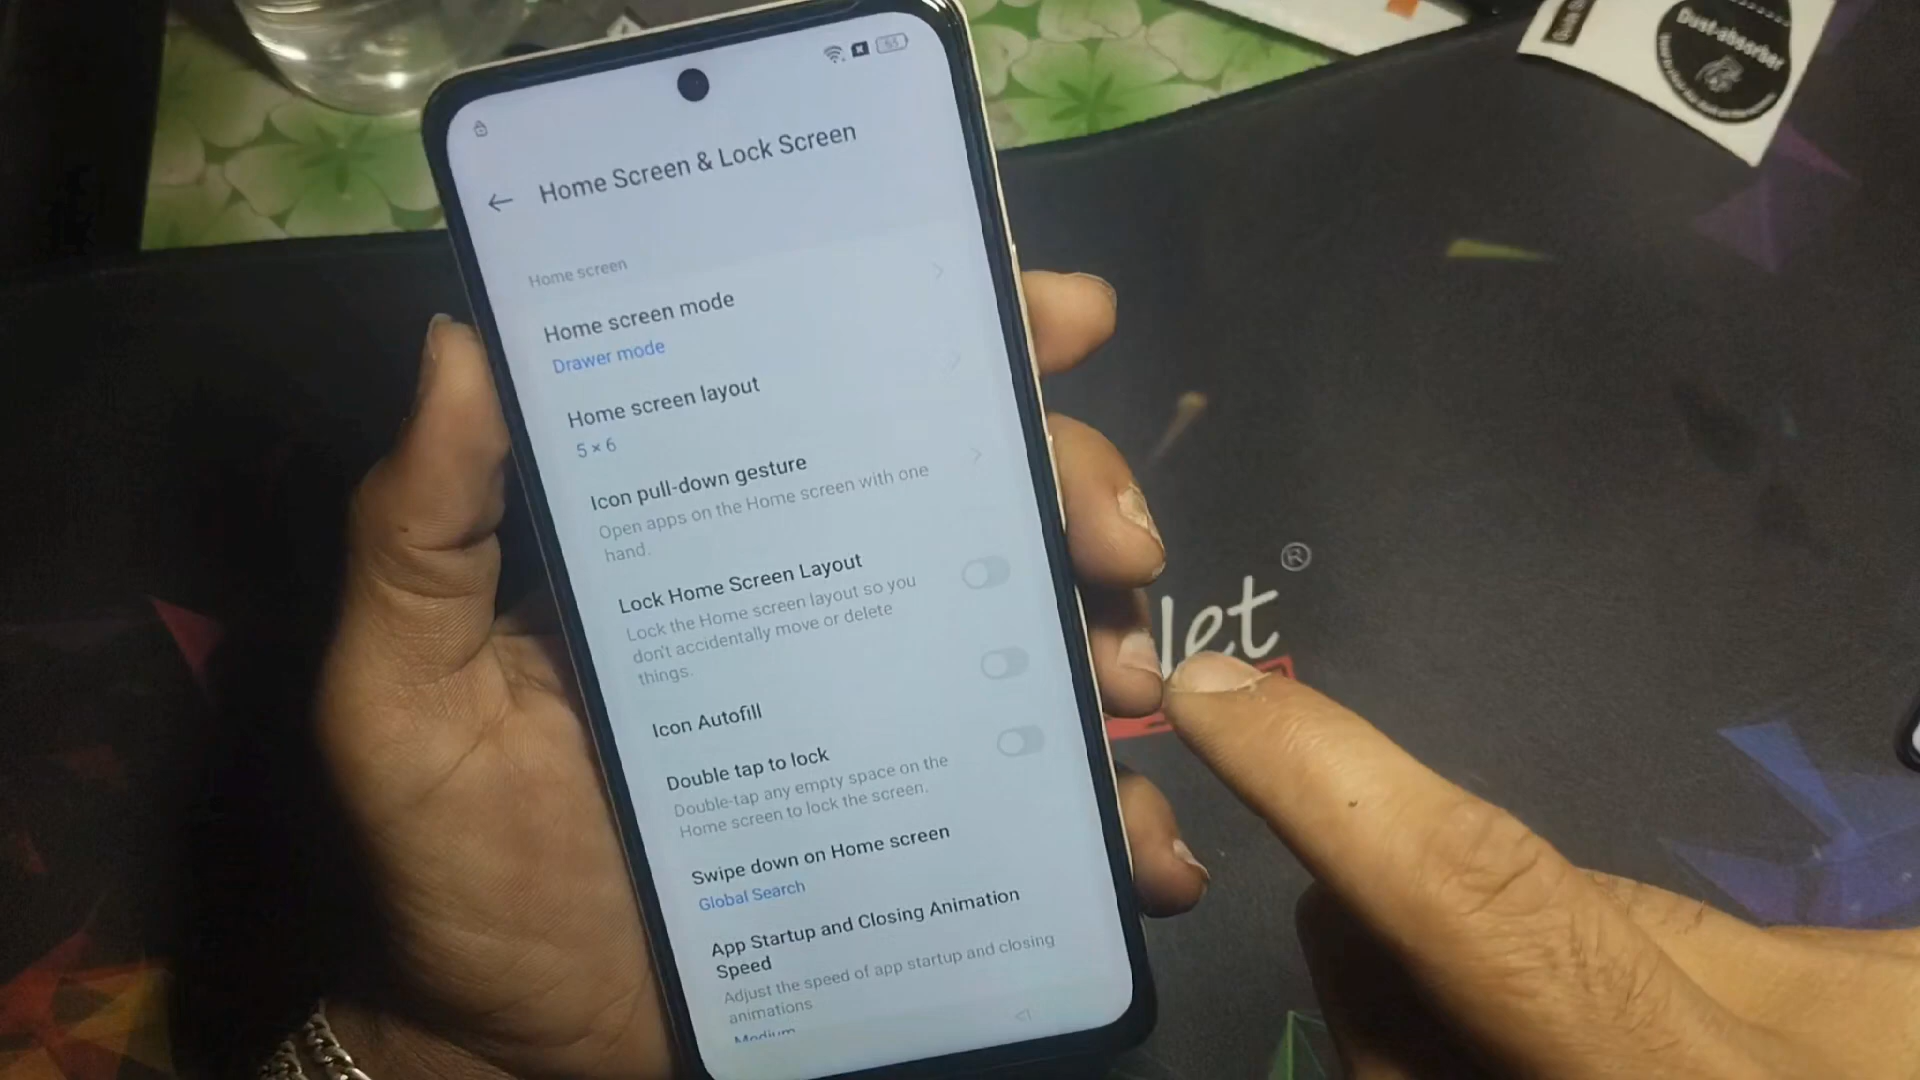 55
Home Screen & Lock Screen
Home screen
Home screen mode
Drawer mode
Home screen layout
5 × 6
Icon pull-down gesture
Open apps on the Home screen with one
hand.
Lock Home Screen Layout
Lock the Home screen layout so you
don't accidentally move or delete
things.
Icon Autofill
Double tap to lock
Double-tap any empty space on the
Home screen to lock the screen.
Swipe down on Home screen
Global Search
App Startup and Closing Animation
Speed
Adjust the speed of app startup and closing
animations
Medium
Dust-absorber
let ®